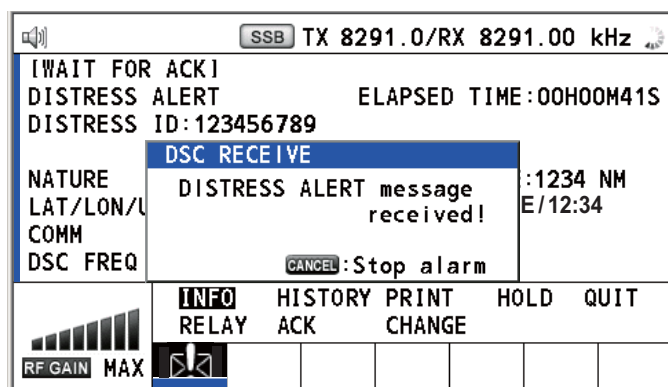 SSB TX 8291.0/RX 8291.00 kHz
[WAIT FOR ACK]
DISTRESS ALERT ELAPSED TIME:00H00M41S
DISTRESS ID:123456789
DSC RECEIVE
DISTRESS ALERT message
received!
CANCEL:Stop alarm
NATURE :1234 NM
LAT/LON/U E/12:34
COMM
DSC FREQ
INFO HISTORY PRINT HOLD QUIT
RELAY ACK CHANGE
RF GAIN MAX